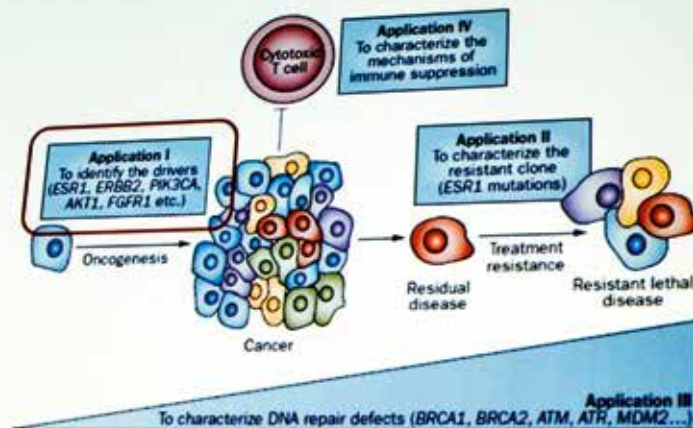 Application IV
To characterize the
mechanisms of
immune suppression
Cytotoxic
T cell
Application I
To identify the drivers
(ESR1, ERBB2, PIK3CA,
AKT1, FGFR1 etc.)
Application II
To characterize the
resistant clone
(ESR1 mutations)
Oncogenesis
Cancer
Residual
disease
Treatment
resistance
Resistant lethal
disease
Application III
To characterize DNA repair defects (BRCA1, BRCA2, ATM, ATR, MDM2...)